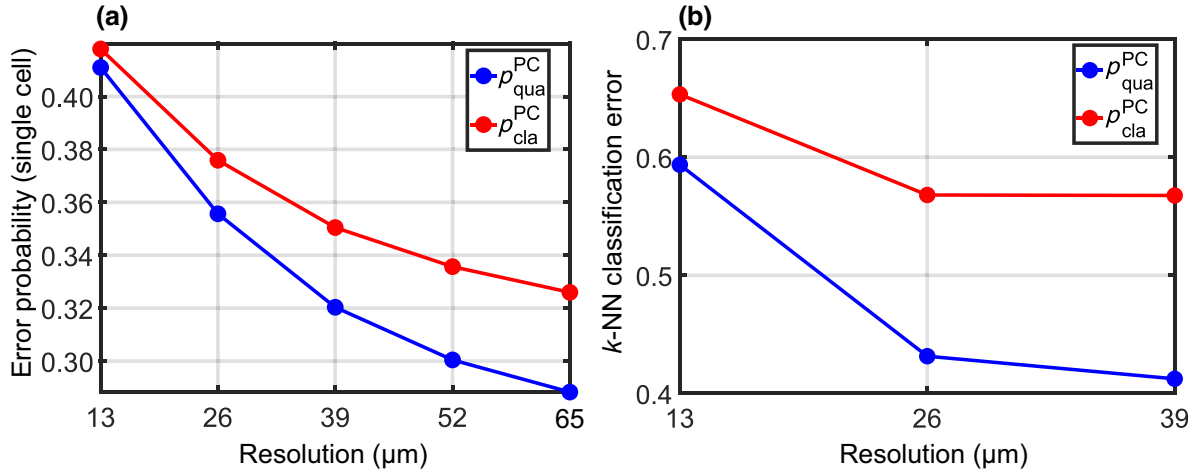 (a)
Error probability (single cell)
0.40
0.38
0.36
0.34
0.32
0.30
13 26 39 52 65
Resolution (μm)
p^PC_qua
p^PC_cla
(b)
k-NN classification error
0.7
0.6
0.5
0.4
13 26 39
Resolution (μm)
p^PC_qua
p^PC_cla